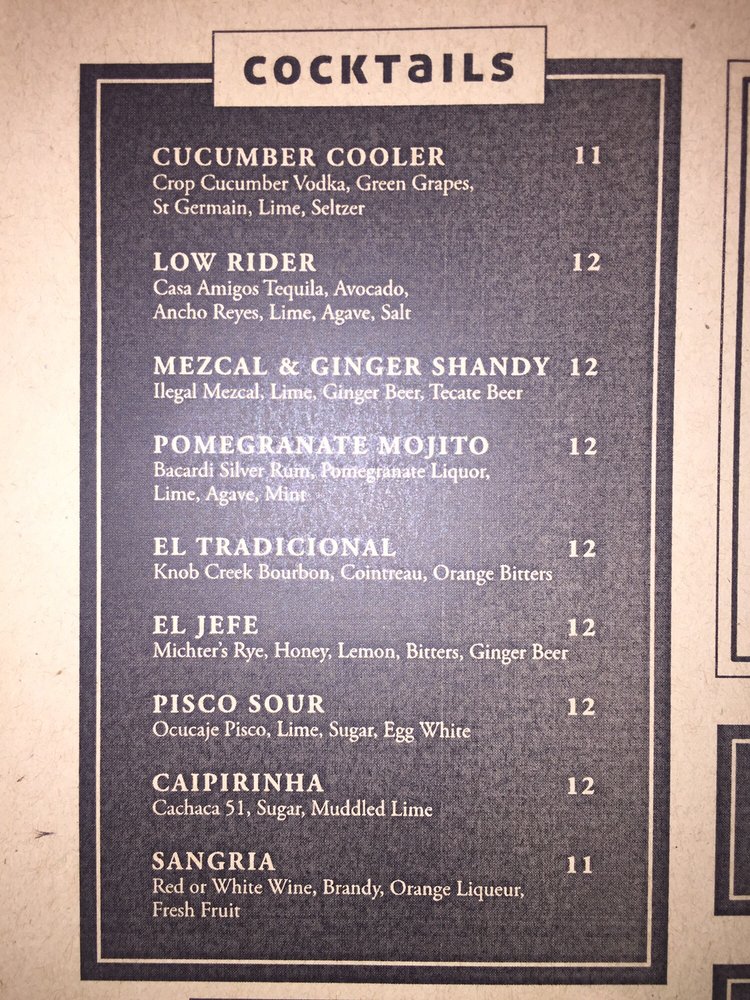 COCKTaILS
CUCUMBER COOLER 11
Crop Cucumber Vodka, Green Grapes,
St Germain, Lime, Seltzer
LOW RIDER 12
Casa Amigos Tequila, Avocado,
Ancho Reyes, Lime, Agave, Salt
MEZCAL & GINGER SHANDY 12
Ilegal Mezcal, Lime, Ginger Beer, Tecate Beer
POMEGRANATE MOJITO 12
Bacardi Silver Rum, Pomegranate Liquor,
Lime, Agave, Mint
EL TRADICIONAL 12
Knob Creek Bourbon, Cointreau, Orange Bitters
EL JEFE 12
Michter's Rye, Honey, Lemon, Bitters, Ginger Beer
PISCO SOUR 12
Ocucaje Pisco, Lime, Sugar, Egg White
CAIPIRINHA 12
Cachaca 51, Sugar, Muddled Lime
SANGRIA 11
Red or White Wine, Brandy, Orange Liqueur,
Fresh Fruit